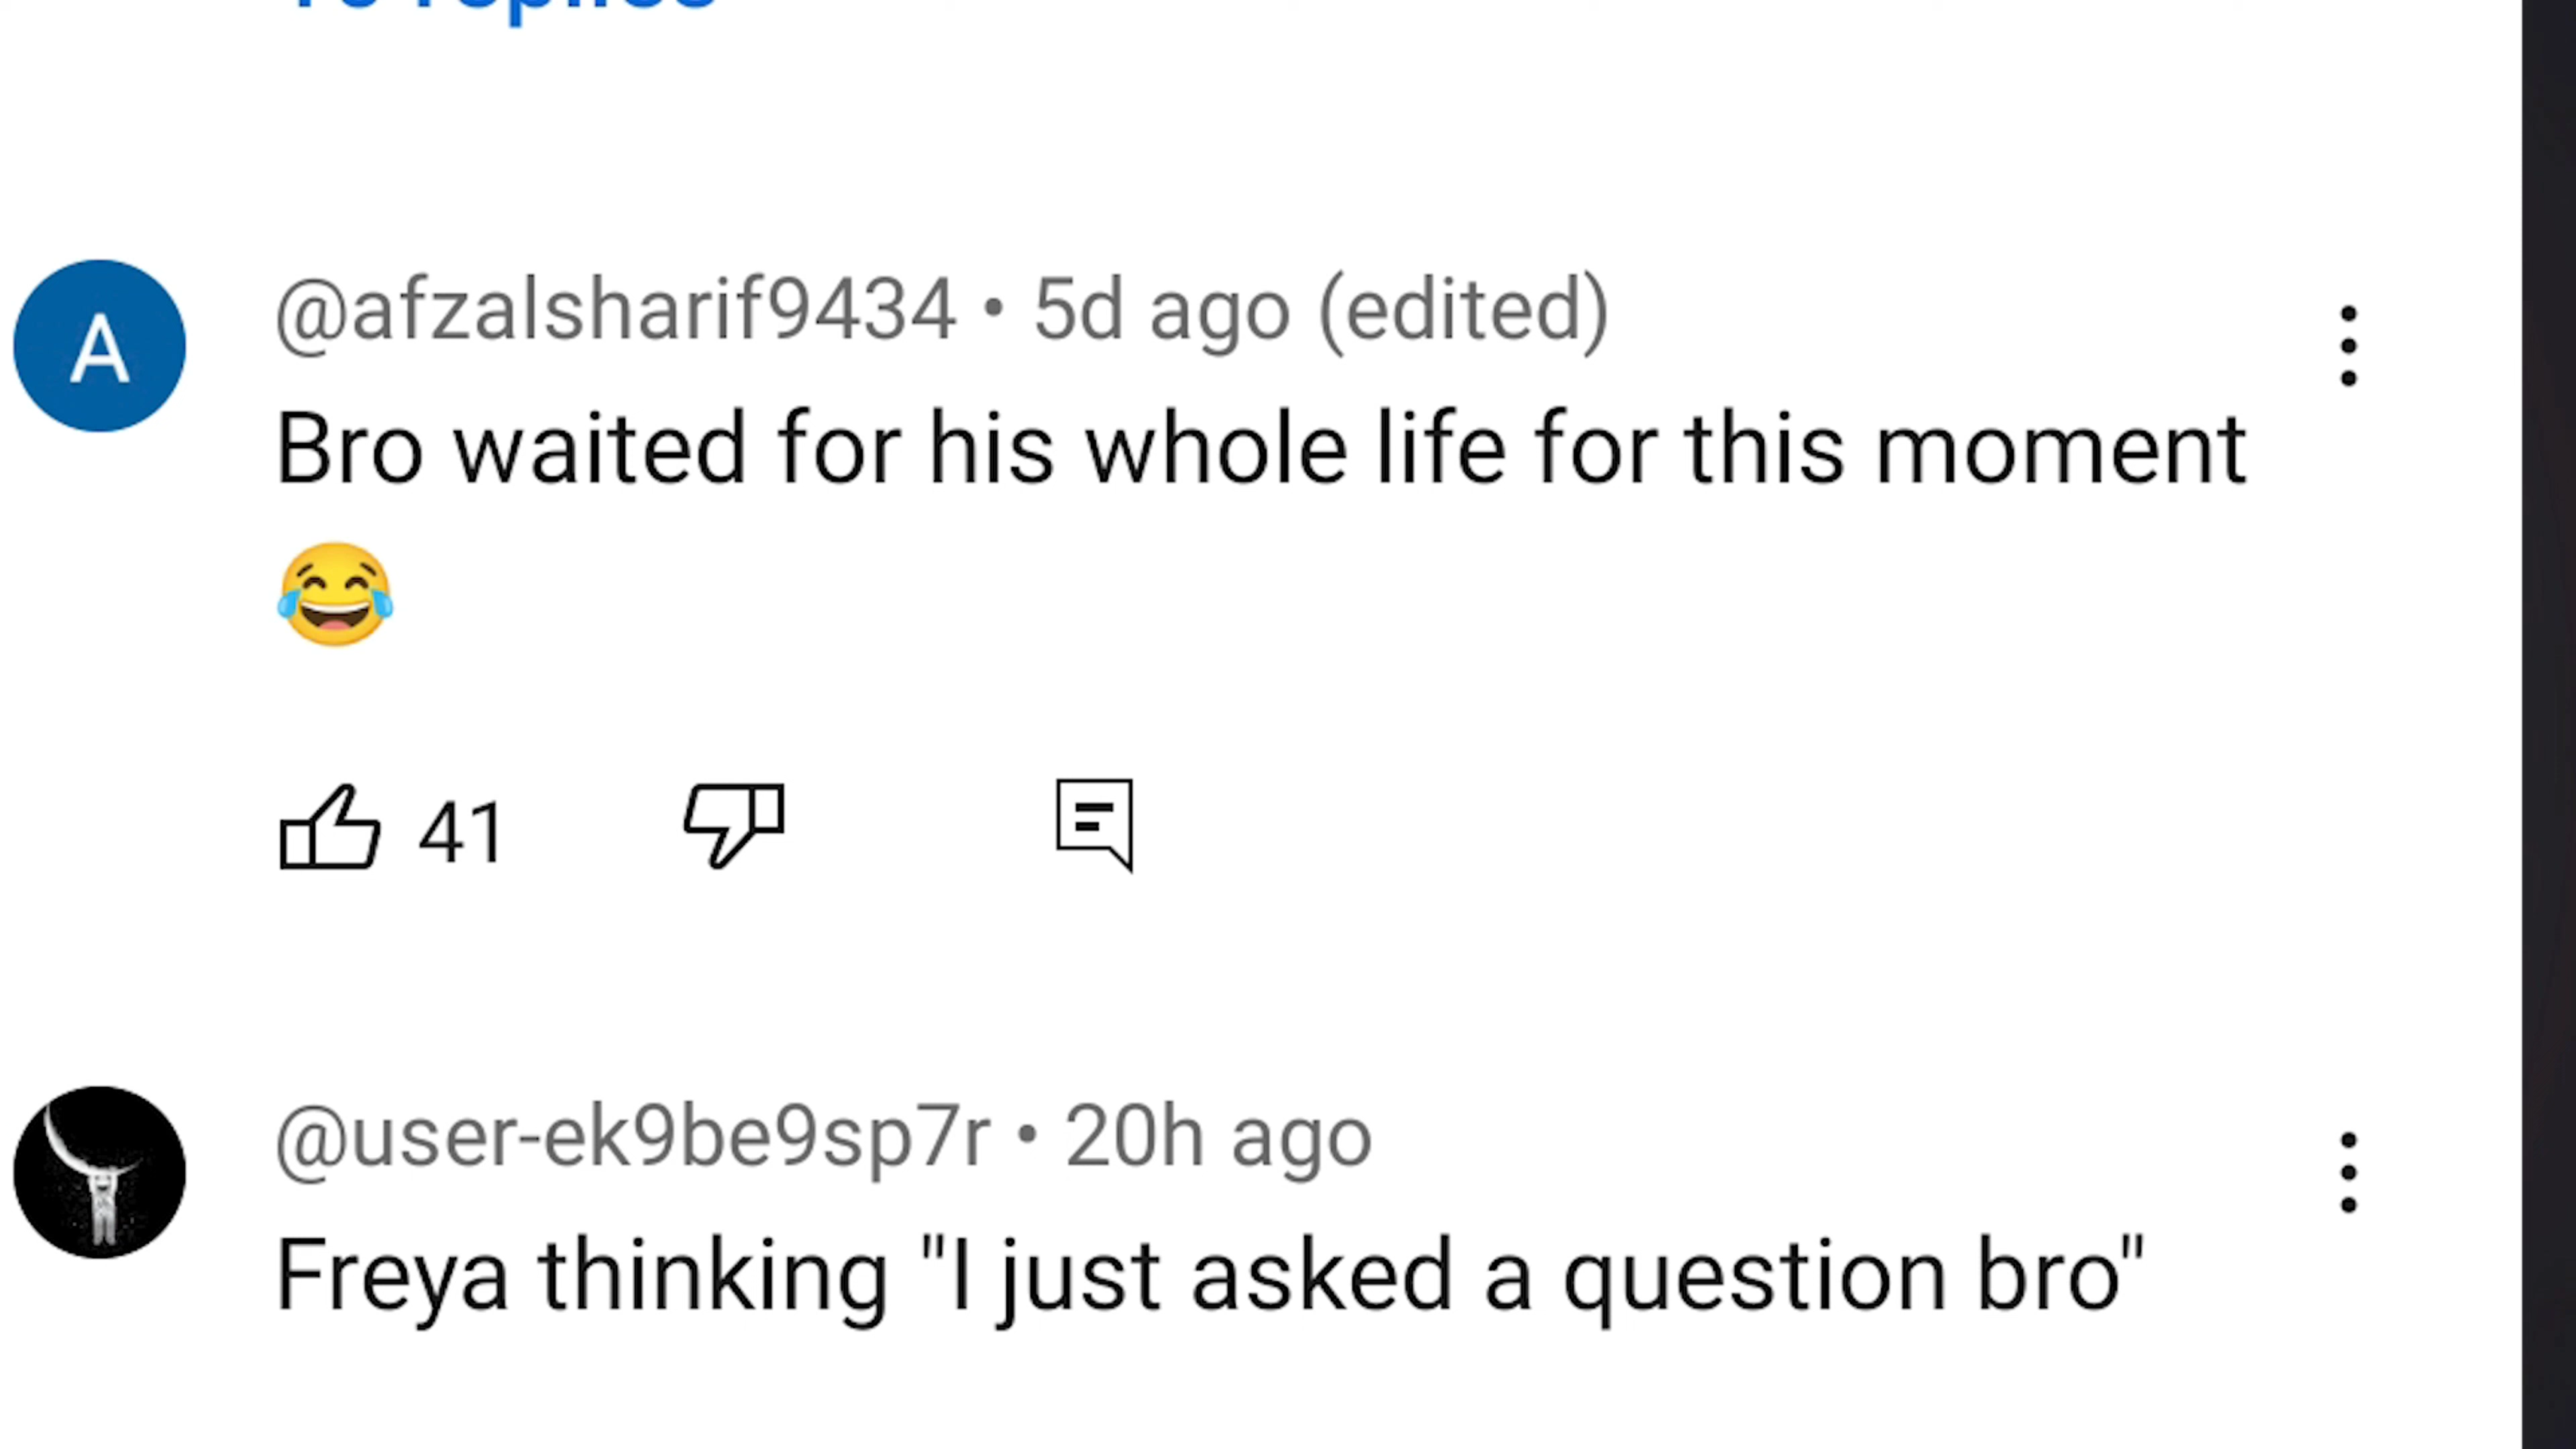 replies
@afzalsharif9434 • 5d ago (edited)
A
Bro waited for his whole life for this moment
😂
41
@user-ek9be9sp7r • 20h ago
Freya thinking "I just asked a question bro"